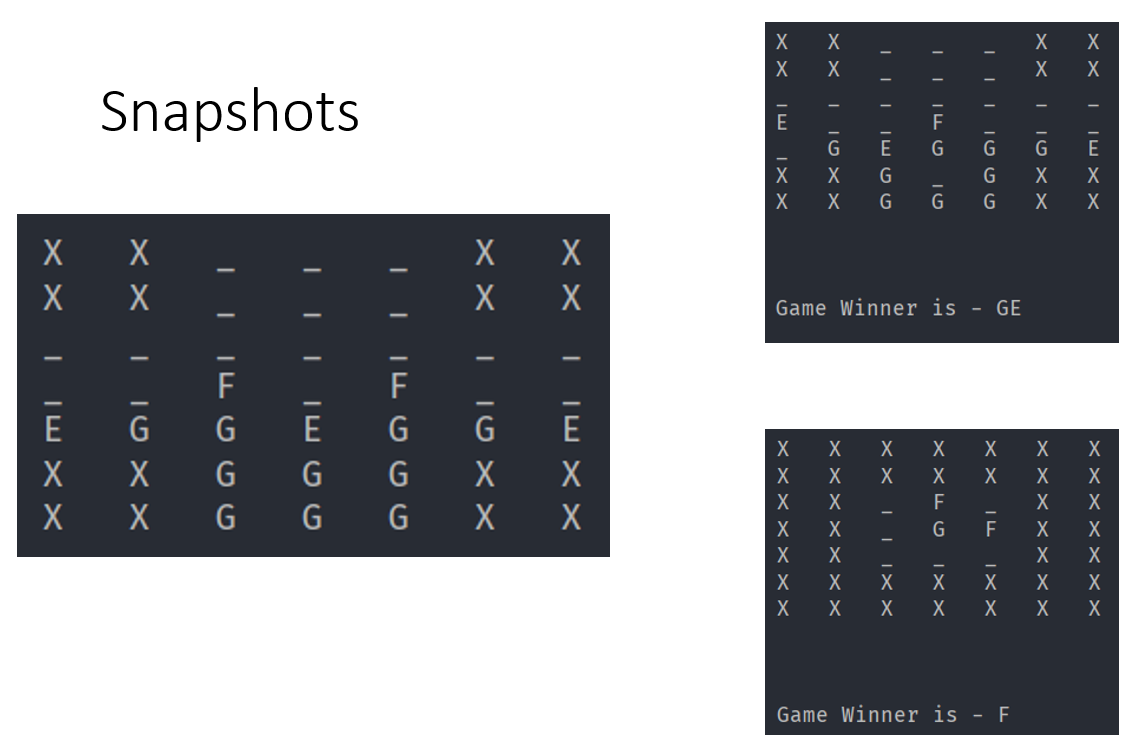 Snapshots
X X _ _ _ X X
X X _ _ _ X X
_ _ _ _ _ _ _
_ _ F _ F _ _
E G G E G G E
X X G G G X X
X X G G G X X
X X _ _ _ X X
X X _ _ _ X X
_ _ _ _ _ _ _
E _ _ F _ _ _
_ G E G G G E
X X G _ G X X
X X G G G X X
Game Winner is - GE
X X X X X X X
X X X X X X X
X X _ F _ X X
X X _ G F X X
X X _ _ _ X X
X X X X X X X
X X X X X X X
Game Winner is - F